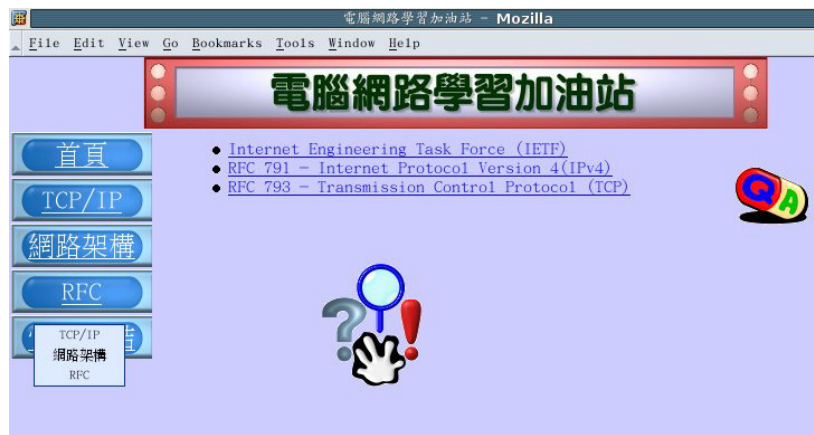 電腦網路學習加油站 - Mozilla
File Edit View Go Bookmarks Tools Window Help
電腦網路學習加油站
首頁
TCP/IP
網路架構
RFC
TCP/IP
網路架構
RFC
Internet Engineering Task Force (IETF)
RFC 791 - Internet Protocol Version 4(IPv4)
RFC 793 - Transmission Control Protocol (TCP)
QA
?
!